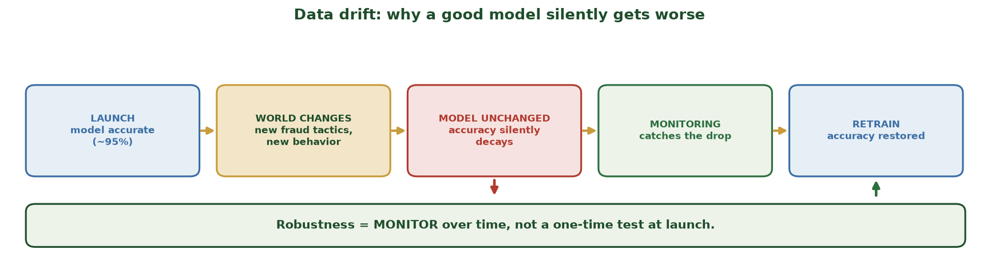 Data drift: why a good model silently gets worse
LAUNCH
model accurate
(~95%)
WORLD CHANGES
new fraud tactics,
new behavior
MODEL UNCHANGED
accuracy silently
decays
MONITORING
catches the drop
RETRAIN
accuracy restored
Robustness = MONITOR over time, not a one-time test at launch.